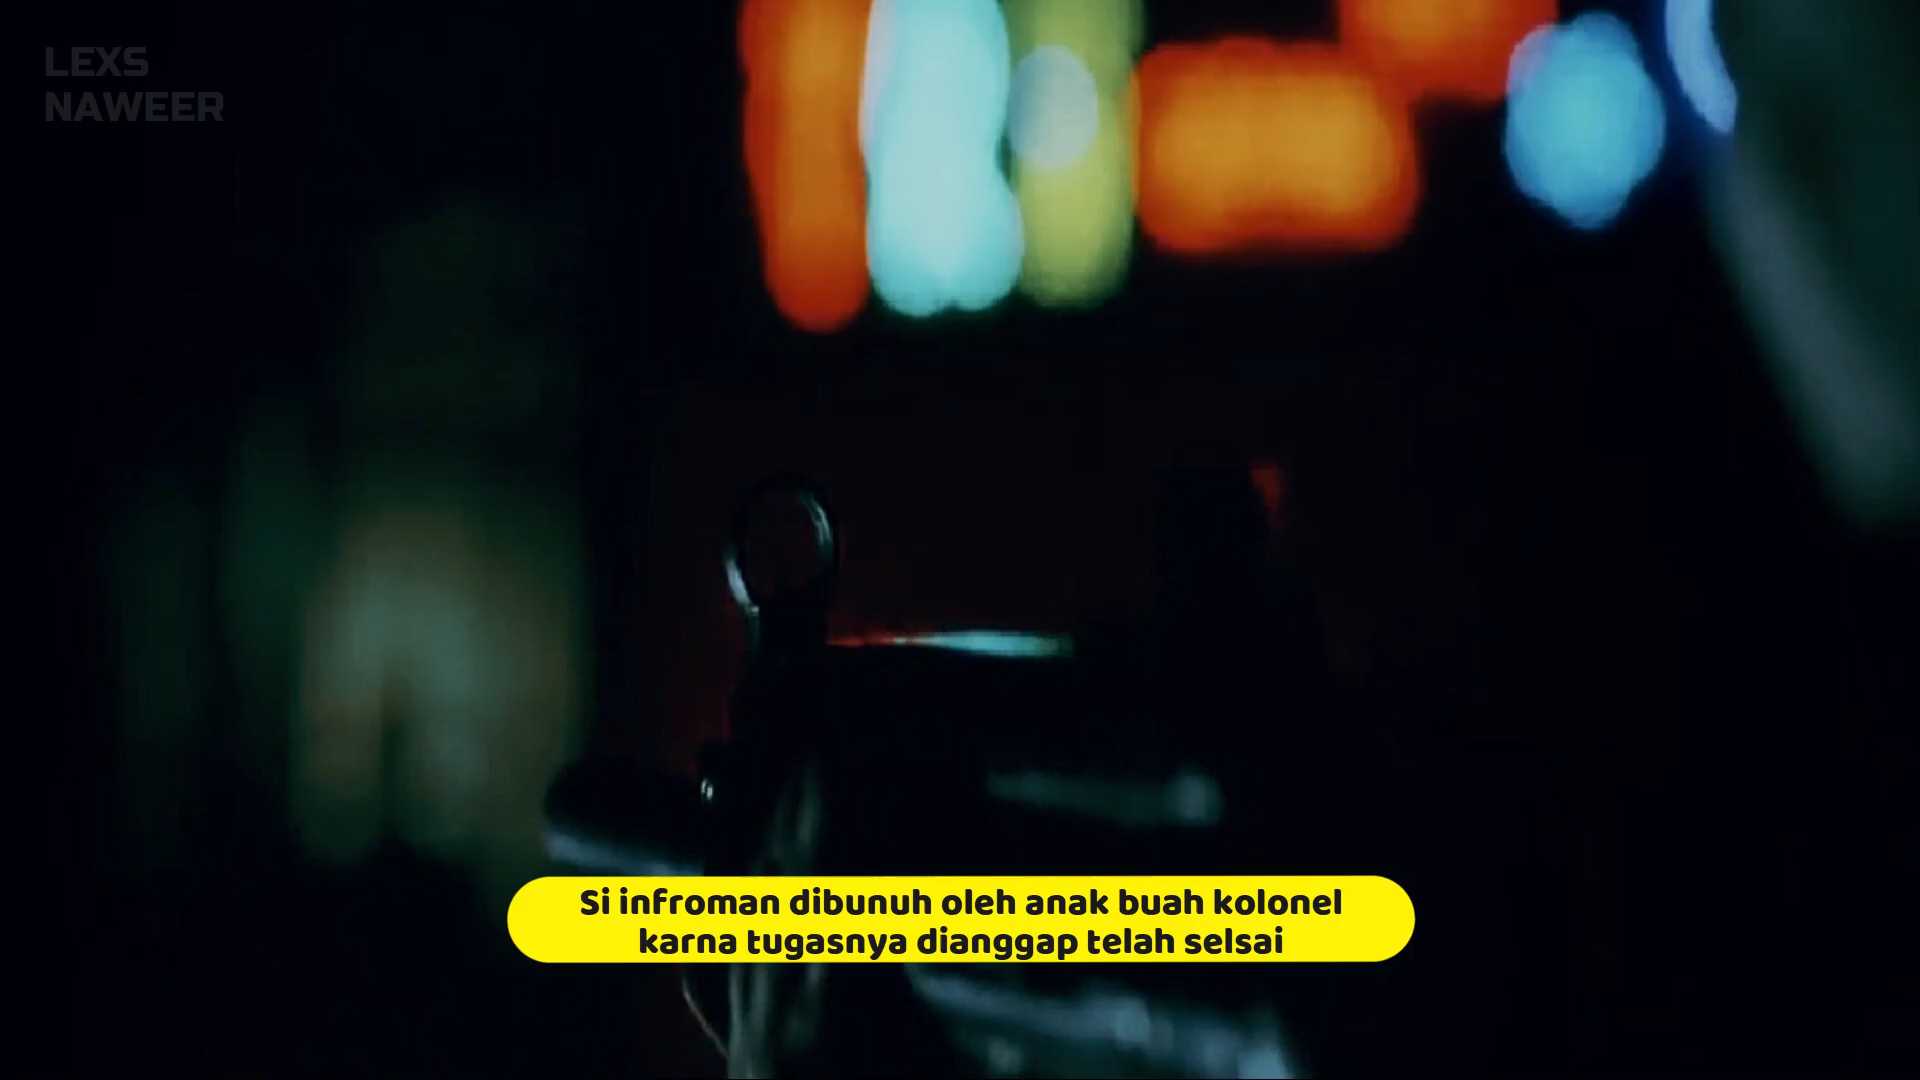 LEXS
NAWEER
Si infroman dibunuh oleh anak buah kolonel
karna tugasnya dianggap telah selsai